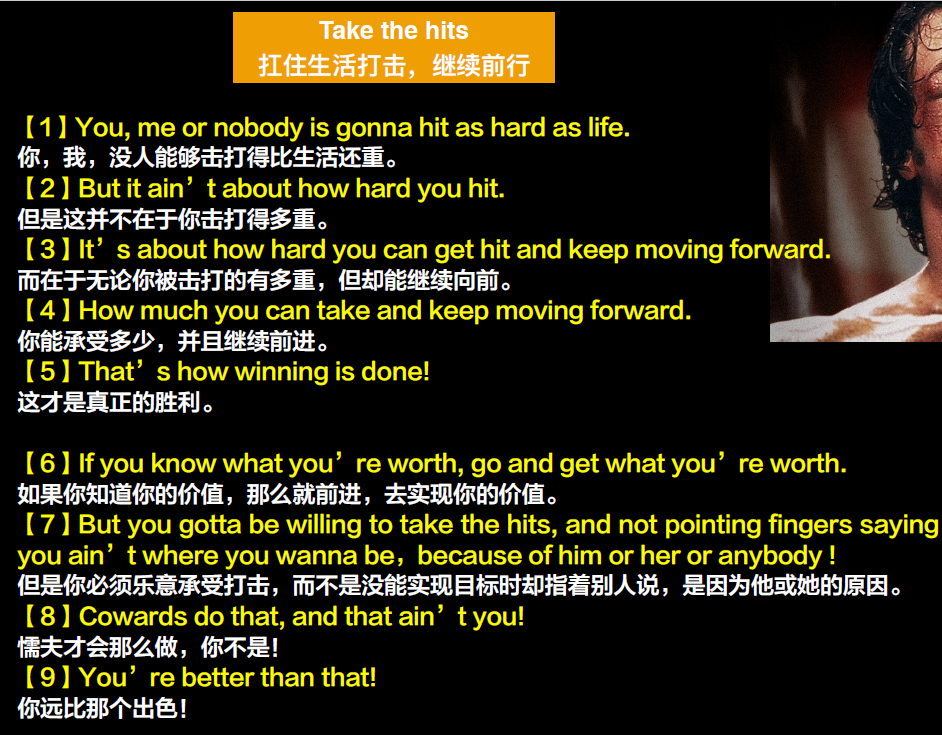 Take the hits
扛住生活打击，继续前行
【1】You, me or nobody is gonna hit as hard as life.
你，我，没人能够击打得比生活还重。
【2】But it ain’t about how hard you hit.
但是这并不在于你击打得多重。
【3】It’s about how hard you can get hit and keep moving forward.
而在于无论你被击打的有多重，但却能继续向前。
【4】How much you can take and keep moving forward.
你能承受多少，并且继续前进。
【5】That’s how winning is done!
这才是真正的胜利。
【6】If you know what you’re worth, go and get what you’re worth.
如果你知道你的价值，那么就前进，去实现你的价值。
【7】But you gotta be willing to take the hits, and not pointing fingers saying
you ain’t where you wanna be，because of him or her or anybody !
但是你必须乐意承受打击，而不是没能实现目标时却指着别人说，是因为他或她的原因。
【8】Cowards do that, and that ain’t you!
懦夫才会那么做，你不是！
【9】You’re better than that!
你远比那个出色！